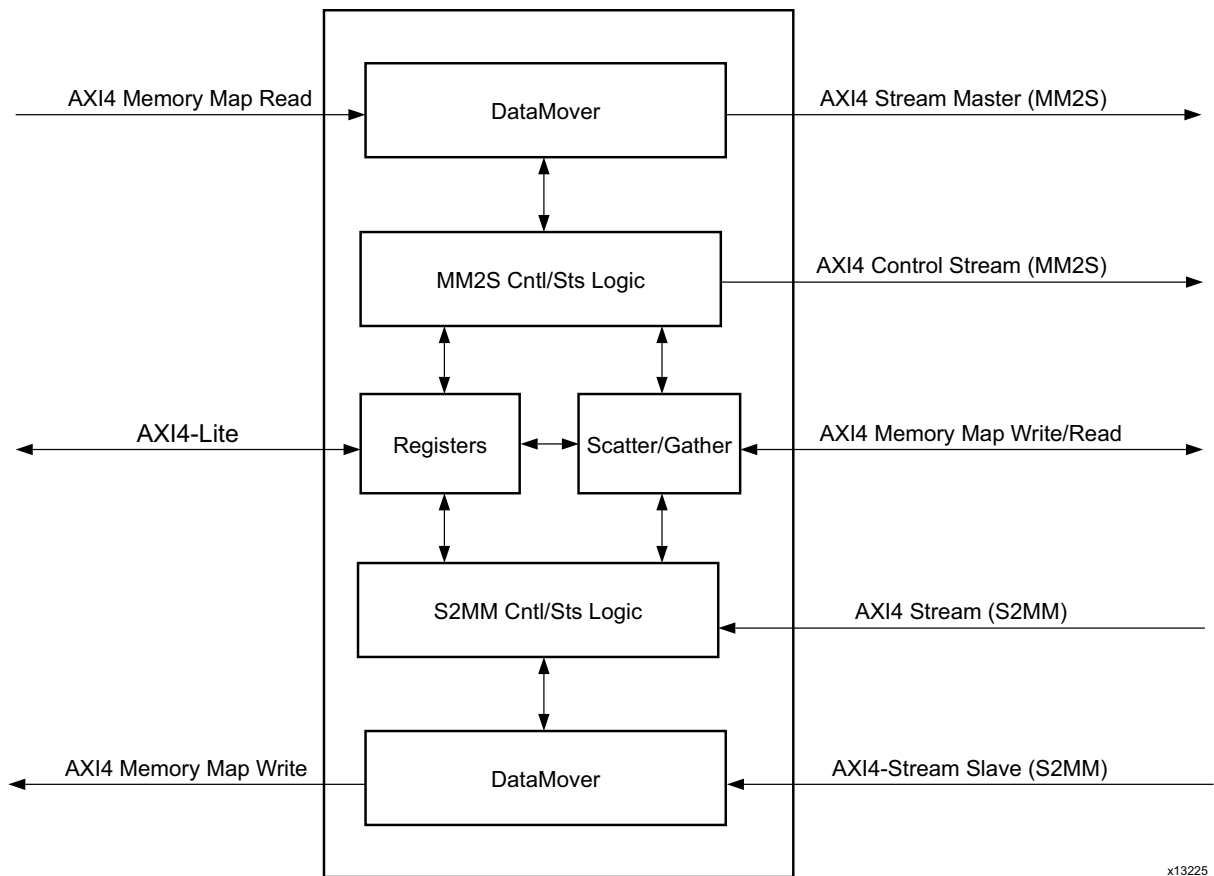 AXI4 Memory Map Read
DataMover
AXI4 Stream Master (MM2S)
MM2S Cntl/Sts Logic
AXI4 Control Stream (MM2S)
AXI4-Lite
Registers
Scatter/Gather
AXI4 Memory Map Write/Read
S2MM Cntl/Sts Logic
AXI4 Stream (S2MM)
AXI4 Memory Map Write
DataMover
AXI4-Stream Slave (S2MM)
x13225